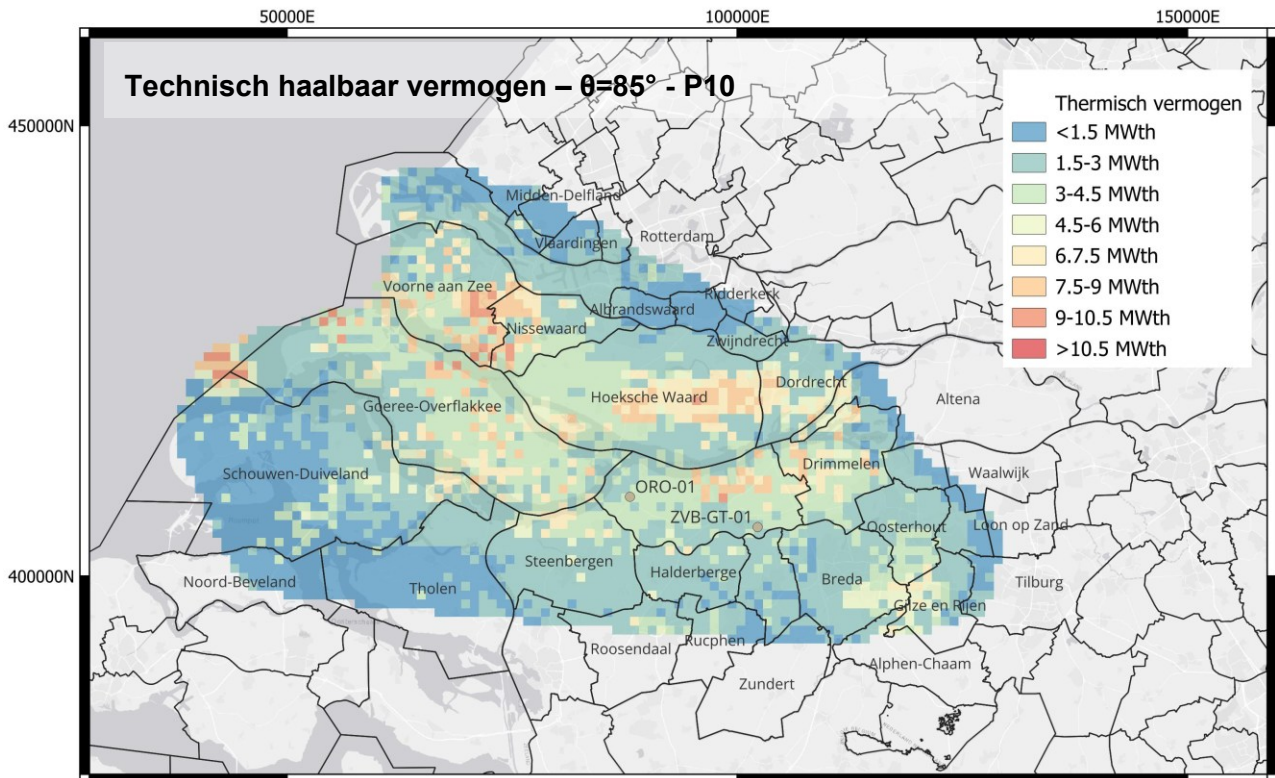 50000E
100000E
150000E
Technisch haalbaar vermogen – θ=85° - P10
450000N
400000N
Thermisch vermogen
<1.5 MWth
1.5-3 MWth
3-4.5 MWth
4.5-6 MWth
6.7.5 MWth
7.5-9 MWth
9-10.5 MWth
>10.5 MWth
Midden-Delfland
Vlaardingen
Rotterdam
Voorne aan Zee
Ridderkerk
Albrandswaard
Nissewaard
Zwijndrecht
Dordrecht
Hoeksche Waard
Altena
Goeree-Overflakkee
Drimmelen
Schouwen-Duiveland
Waalwijk
ORO-01
ZVB-GT-01
Oosterhout
Loon op Zand
Steenbergen
Halderberge
Breda
Noord-Beveland
Tholen
Tilburg
Gilze en Rijen
Rucphen
Roosendaal
Alphen-Chaam
Zundert